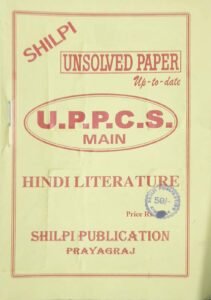 SHILPI
UNSOLVED PAPER
Up-to-date
U.P.P.C.S.
MAIN
HINDI LITERATURE
Price Rs.
50/-
SHILPI PUBLICATION
PRAYAGRAJ